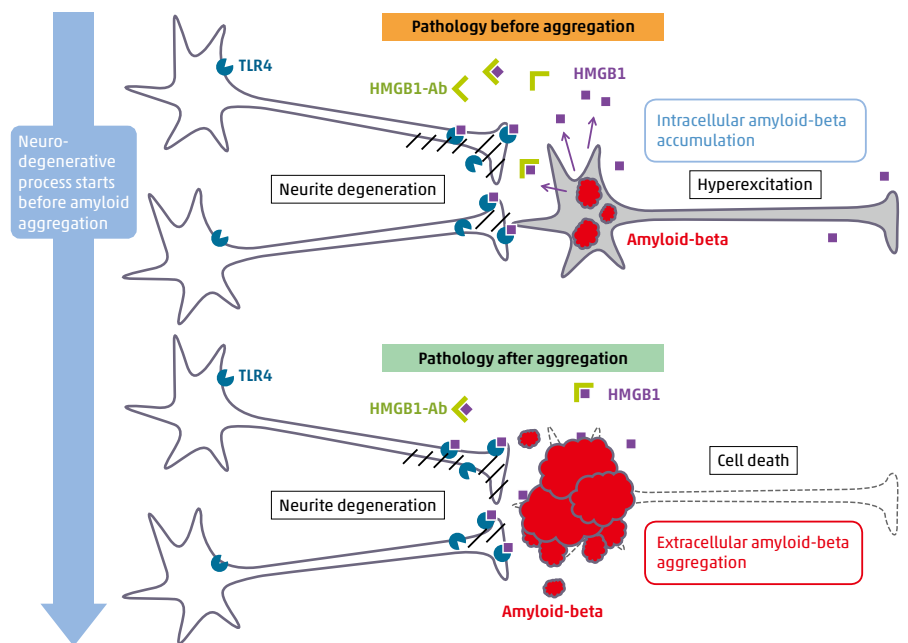 Pathology before aggregation
TLR4
HMGB1-Ab
HMGB1
Intracellular amyloid-beta
accumulation
Neuro-
degenerative
process starts
before amyloid
aggregation
Neurite degeneration
Hyperexcitation
Amyloid-beta
Pathology after aggregation
TLR4
HMGB1-Ab
HMGB1
Cell death
Neurite degeneration
Extracellular amyloid-beta
aggregation
Amyloid-beta